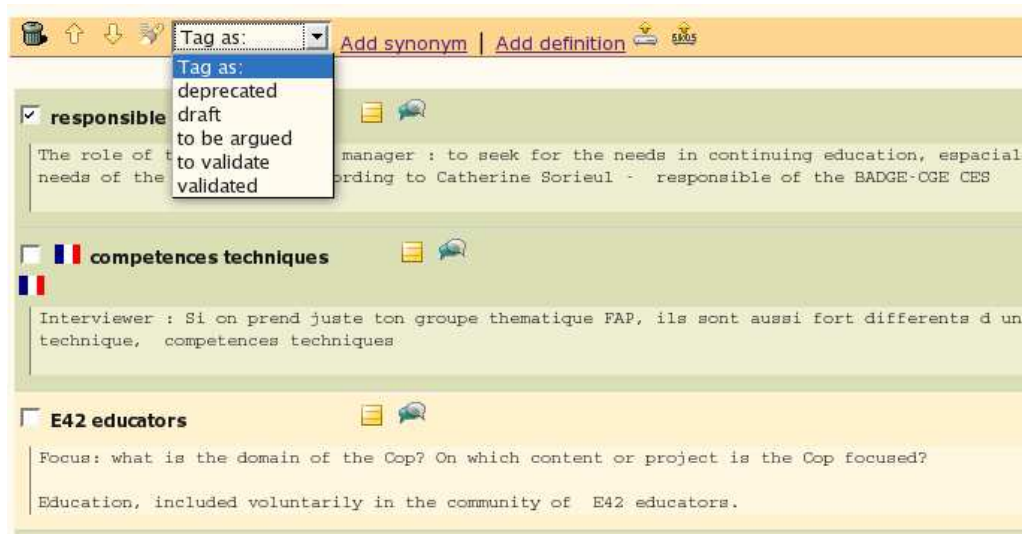 Tag as:
Add synonym | Add definition
skos
Tag as:
deprecated
draft
to be argued
to validate
validated
responsible
The role of t manager : to seek for the needs in continuing education, espacial
needs of the ording to Catherine Sorieul - responsible of the BADGE-CGE CES
competences techniques
Interviewer : Si on prend juste ton groupe thematique FAP, ils sont aussi fort differents d un
technique, competences techniques
E42 educators
Focus: what is the domain of the Cop? On which content or project is the Cop focused?
Education, included voluntarily in the community of E42 educators.